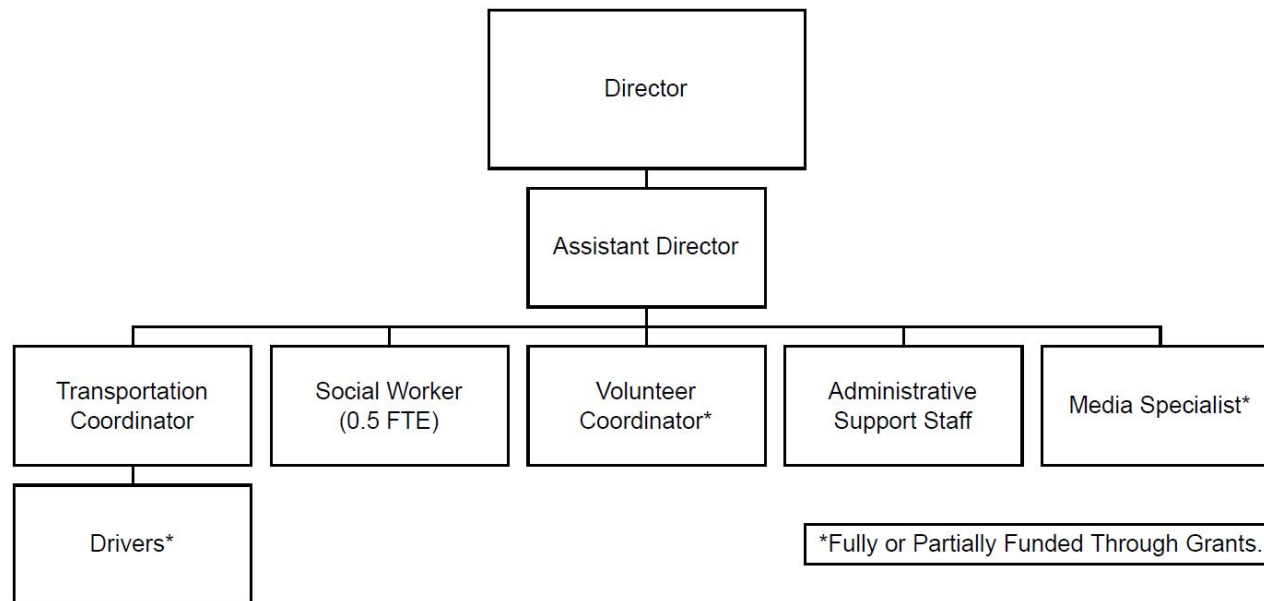 Director
Assistant Director
Transportation
Coordinator
Social Worker
(0.5 FTE)
Volunteer
Coordinator*
Administrative
Support Staff
Media Specialist*
Drivers*
*Fully or Partially Funded Through Grants.